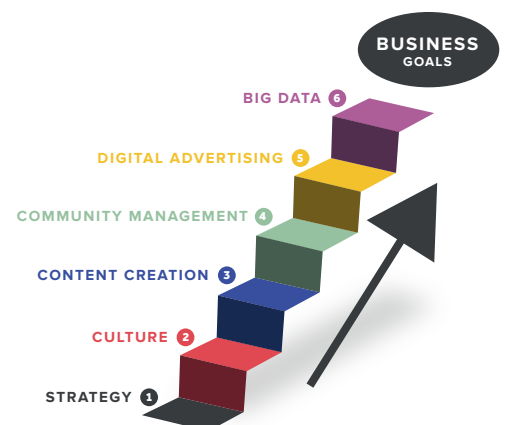 BUSINESS
GOALS
BIG DATA 6
DIGITAL ADVERTISING 5
COMMUNITY MANAGEMENT 4
CONTENT CREATION 3
CULTURE 2
STRATEGY 1